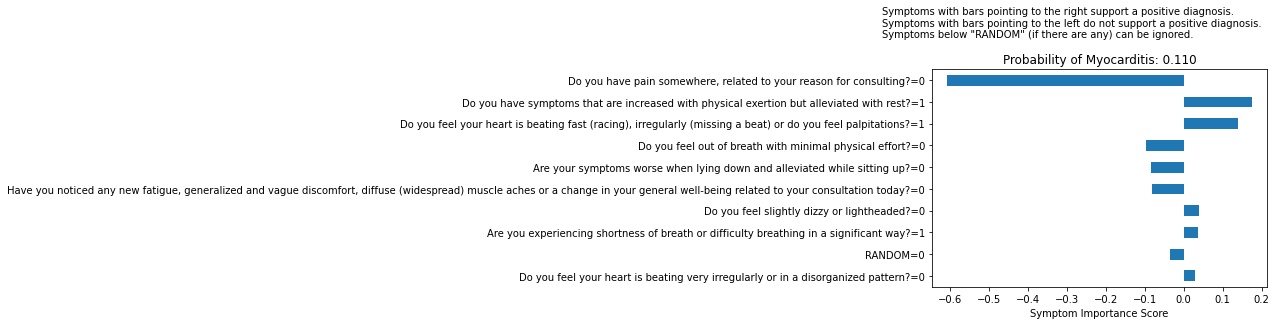 Symptoms with bars pointing to the right support a positive diagnosis.
Symptoms with bars pointing to the left do not support a positive diagnosis.
Symptoms below "RANDOM" (if there are any) can be ignored.
Probability of Myocarditis: 0.110
Do you have pain somewhere, related to your reason for consulting?=0
Do you have symptoms that are increased with physical exertion but alleviated with rest?=1
Do you feel your heart is beating fast (racing), irregularly (missing a beat) or do you feel palpitations?=1
Do you feel out of breath with minimal physical effort?=0
Are your symptoms worse when lying down and alleviated while sitting up?=0
Have you noticed any new fatigue, generalized and vague discomfort, diffuse (widespread) muscle aches or a change in your general well-being related to your consultation today?=0
Do you feel slightly dizzy or lightheaded?=0
Are you experiencing shortness of breath or difficulty breathing in a significant way?=1
RANDOM=0
Do you feel your heart is beating very irregularly or in a disorganized pattern?=0
−0.6 −0.5 −0.4 −0.3 −0.2 −0.1 0.0 0.1 0.2
Symptom Importance Score